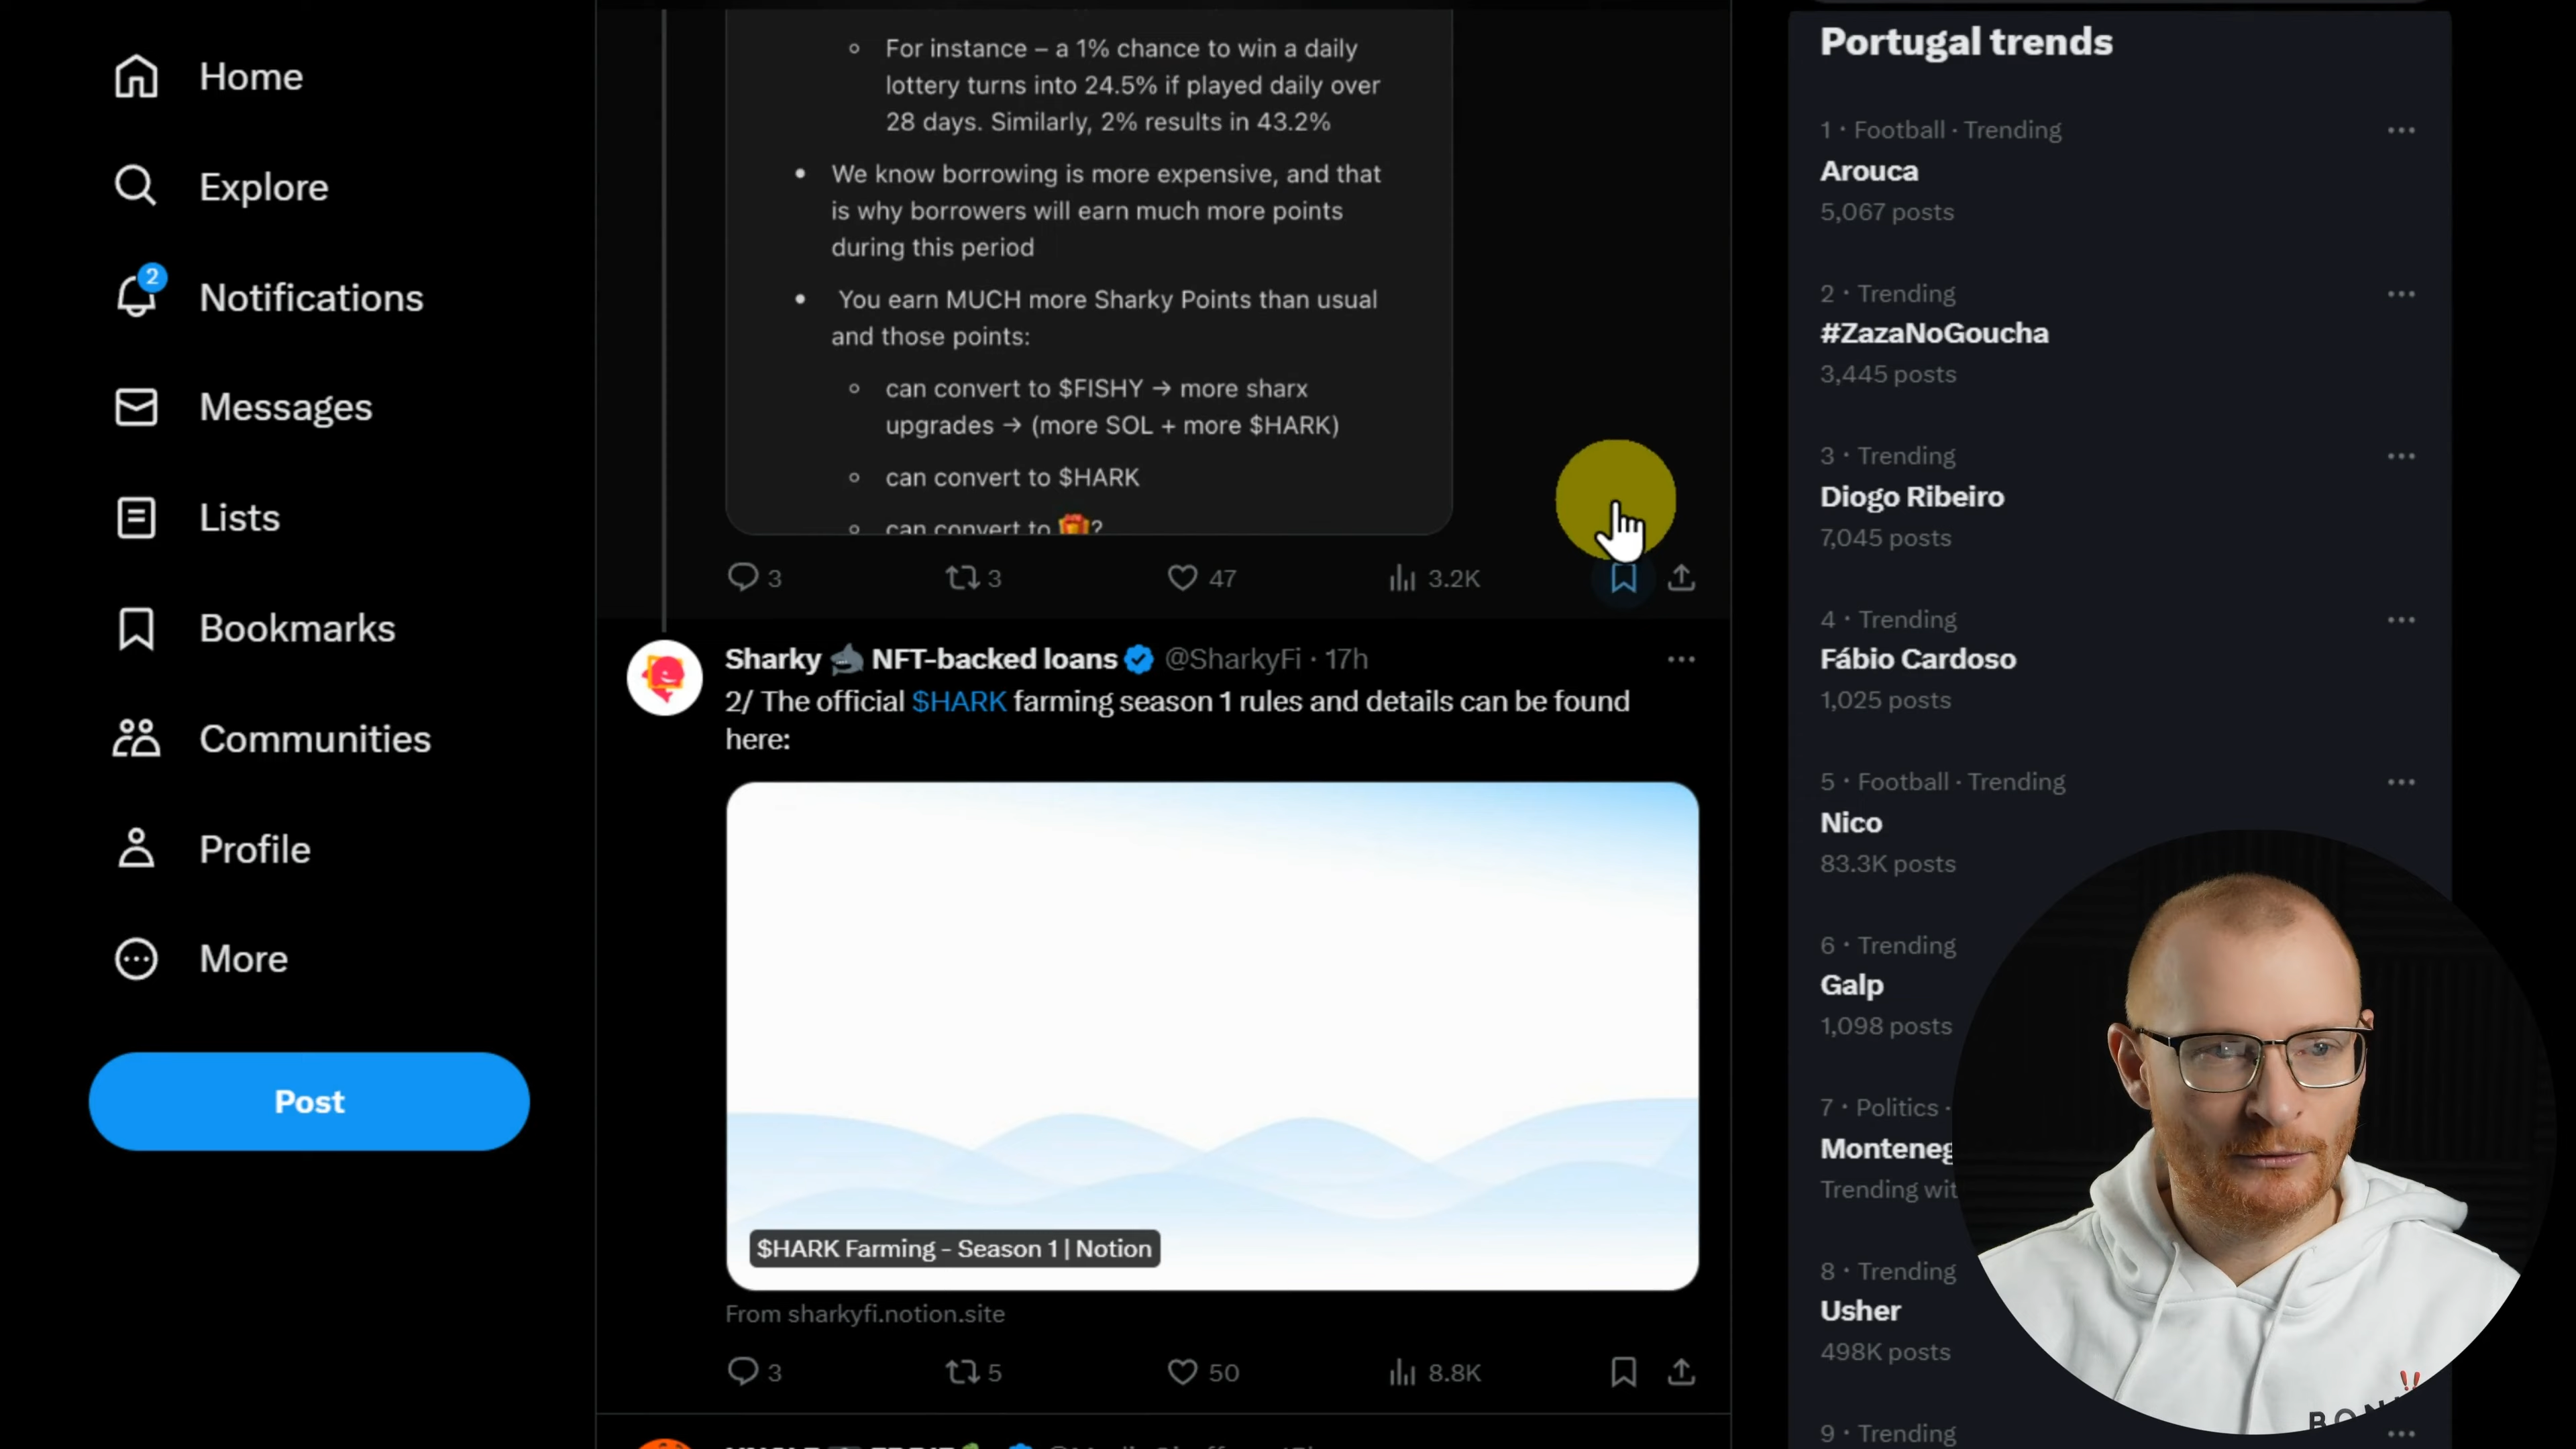 Home
Explore
2
Notifications
Messages
Lists
Bookmarks
Communities
Profile
More
Post
For instance – a 1% chance to win a daily
lottery turns into 24.5% if played daily over
28 days. Similarly, 2% results in 43.2%
We know borrowing is more expensive, and that
is why borrowers will earn much more points
during this period
You earn MUCH more Sharky Points than usual
and those points:
can convert to $FISHY → more sharx
upgrades → (more SOL + more $HARK)
can convert to $HARK
can convert to 🎁?
3 3 47 3.2K
Sharky 🦈 NFT-backed loans @SharkyFi · 17h
2/ The official $HARK farming season 1 rules and details can be found
here:
$HARK Farming - Season 1 | Notion
From sharkyfi.notion.site
3 5 50 8.8K
Portugal trends
1 · Football · Trending
Arouca
5,067 posts
2 · Trending
#ZazaNoGoucha
3,445 posts
3 · Trending
Diogo Ribeiro
7,045 posts
4 · Trending
Fábio Cardoso
1,025 posts
5 · Football · Trending
Nico
83.3K posts
6 · Trending
Galp
1,098 posts
7 · Politics ·
Monteneg
Trending wit
8 · Trending
Usher
498K posts
9 · Trending